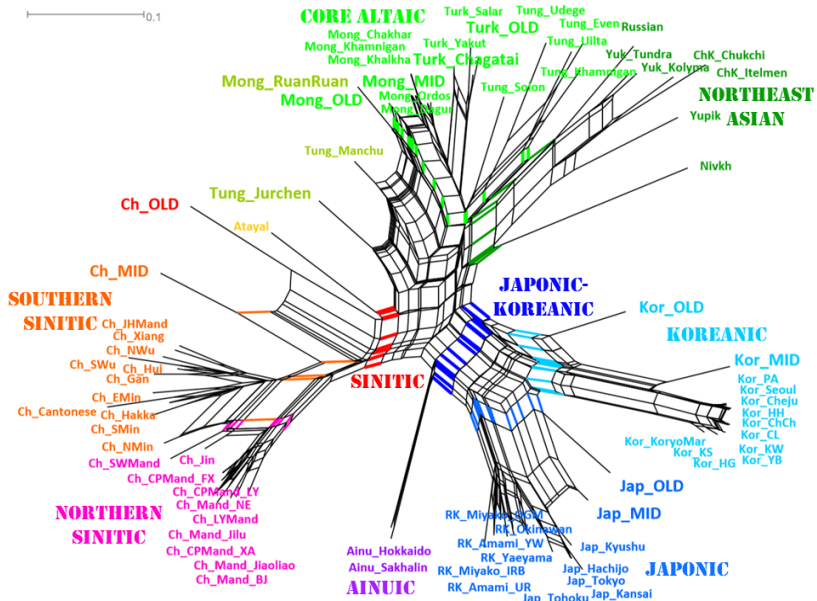 0.1
CORE ALTAIC
Turk_Salar
Tung_Udege
Mong_Chakhar
Turk_OLD
Tung_Even
Russian
Mong_Khamnigan
Turk_Yakut
Tung_Uilta
Yuk_Tundra
ChK_Chukchi
Mong_Khalkha
Turk_Chagatai
Tung_Khamnigan
Yuk_Kolyma
ChK_Itelmen
Mong_RuanRuan
Mong_MID
Tung_Solon
NORTHEAST
ASIAN
Mong_OLD
Mong_Ordos
Mong_Dagur
Yupik
Tung_Manchu
Nivkh
Tung_Jurchen
Ch_OLD
Atayal
Ch_MID
JAPONIC-
KOREANIC
SOUTHERN
SINITIC
Kor_OLD
KOREANIC
Ch_JHMand
Ch_Xiang
Ch_NWu
Ch_SWu
Ch_Hui
Ch_Gan
SINITIC
Kor_MID
Ch_EMin
Ch_Cantonese
Ch_Hakka
Ch_SMin
Ch_NMin
Kor_PA
Kor_Seoul
Kor_Cheju
Kor_HH
Kor_ChCh
Kor_CL
Kor_KoryoMar
Kor_KS
Kor_KW
Kor_HG
Kor_YB
Ch_SWMand
Ch_Jin
Ch_CPMand_FX
Ch_CPMand_LY
Ch_Mand_NE
NORTHERN
SINITIC
Ch_LYMand
Ch_Mand_Jilu
Ch_CPMand_XA
Ch_Mand_Jiaoliao
Ch_Mand_BJ
Jap_OLD
Jap_MID
RK_Miyako_OGM
RK_Okinawan
RK_Amami_YW
RK_Yaeyama
RK_Miyako_IRB
RK_Amami_UR
Ainu_Hokkaido
Ainu_Sakhalin
AINUIC
Jap_Kyushu
Jap_Hachijo
JAPONIC
Jap_Tokyo
Jap_Kansai
Jap_Tohoku